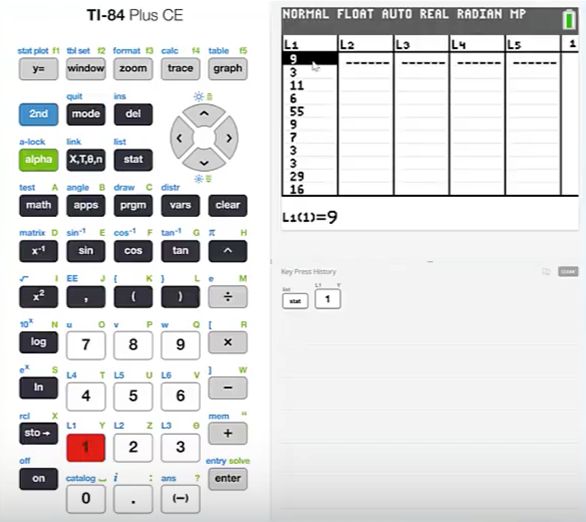 TI-84 Plus CE
stat plot f1 tbl set f2 format f3 calc f4 table f5
y= window zoom trace graph
quit ins
2nd mode del
a-lock link list
alpha X,T,θ,n stat
test A angle B draw C distr
math apps prgm vars clear
matrix D sin⁻¹ E cos⁻¹ F tan⁻¹ G π H
x⁻¹ sin cos tan ^
√ I EE J { K } L e M
x² , ( ) ÷
10ˣ N u O v P w Q [ R
log 7 8 9 ×
eˣ S L4 T L5 U L6 V ] W
ln 4 5 6 −
rcl X L1 Y L2 Z L3 θ mem "
sto→ 1 2 3 +
off catalog i : ans ? entry solve
on 0 . (−) enter
NORMAL FLOAT AUTO REAL RADIAN MP
L1 L2 L3 L4 L5 1
9 ------ ------ ------ ------
3
11
6
55
9
7
3
3
29
16
L1(1)=9
Key Press History
CLEAR
list L1 Y
stat 1